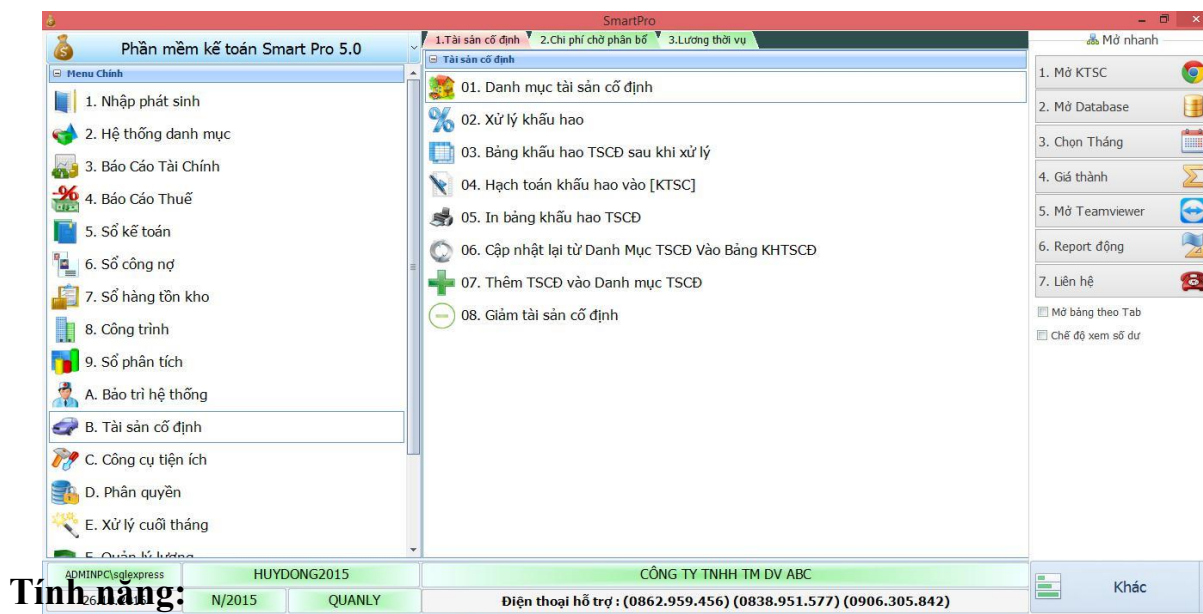 SmartPro
Phần mềm kế toán Smart Pro 5.0
Menu Chính
1. Nhập phát sinh
2. Hệ thống danh mục
3. Báo Cáo Tài Chính
4. Báo Cáo Thuế
5. Sổ kế toán
6. Sổ công nợ
7. Sổ hàng tồn kho
8. Công trình
9. Sổ phân tích
A. Bảo trì hệ thống
B. Tài sản cố định
C. Công cụ tiện ích
D. Phân quyền
E. Xử lý cuối tháng
F. Quản lý lương
1.Tài sản cố định 2.Chi phí chờ phân bổ 3.Lương thời vụ
Tài sản cố định
01. Danh mục tài sản cố định
02. Xử lý khấu hao
03. Bảng khấu hao TSCĐ sau khi xử lý
04. Hạch toán khấu hao vào [KTSC]
05. In bảng khấu hao TSCĐ
06. Cập nhật lại từ Danh Mục TSCĐ Vào Bảng KHTSCĐ
07. Thêm TSCĐ vào Danh mục TSCĐ
08. Giảm tài sản cố định
Mở nhanh
1. Mở KTSC
2. Mở Database
3. Chọn Tháng
4. Giá thành
5. Mở Teamviewer
6. Report động
7. Liên hệ
Mở bảng theo Tab
Chế độ xem số dư
ADMINPC\sqlexpress HUYDONG2015 CÔNG TY TNHH TM DV ABC
N/2015 QUANLY Điện thoại hỗ trợ : (0862.959.456) (0838.951.577) (0906.305.842)
Khác
Tính năng: